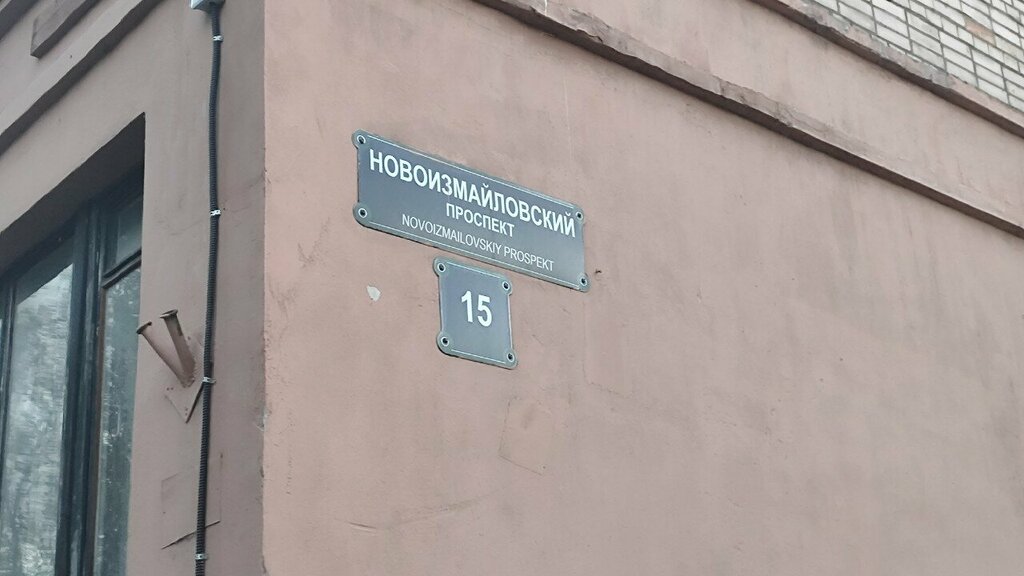 НОВОИЗМАЙЛОВСКИЙ
ПРОСПЕКТ
NOVOIZMAILOVSKIY PROSPEKT
15